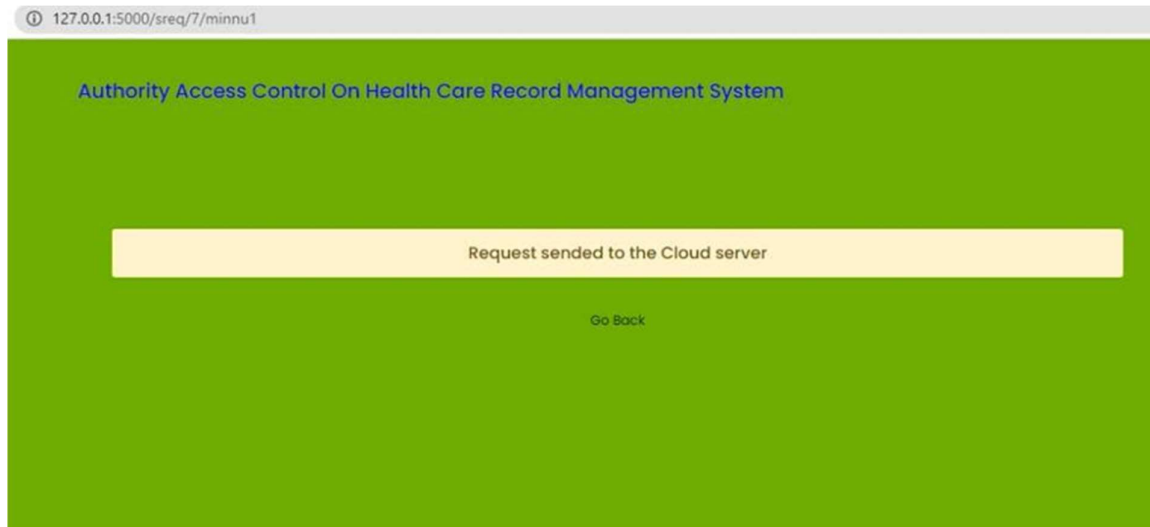 127.0.0.1:5000/sreq/7/minnu1
Authority Access Control On Health Care Record Management System
Request sended to the Cloud server
Go Back